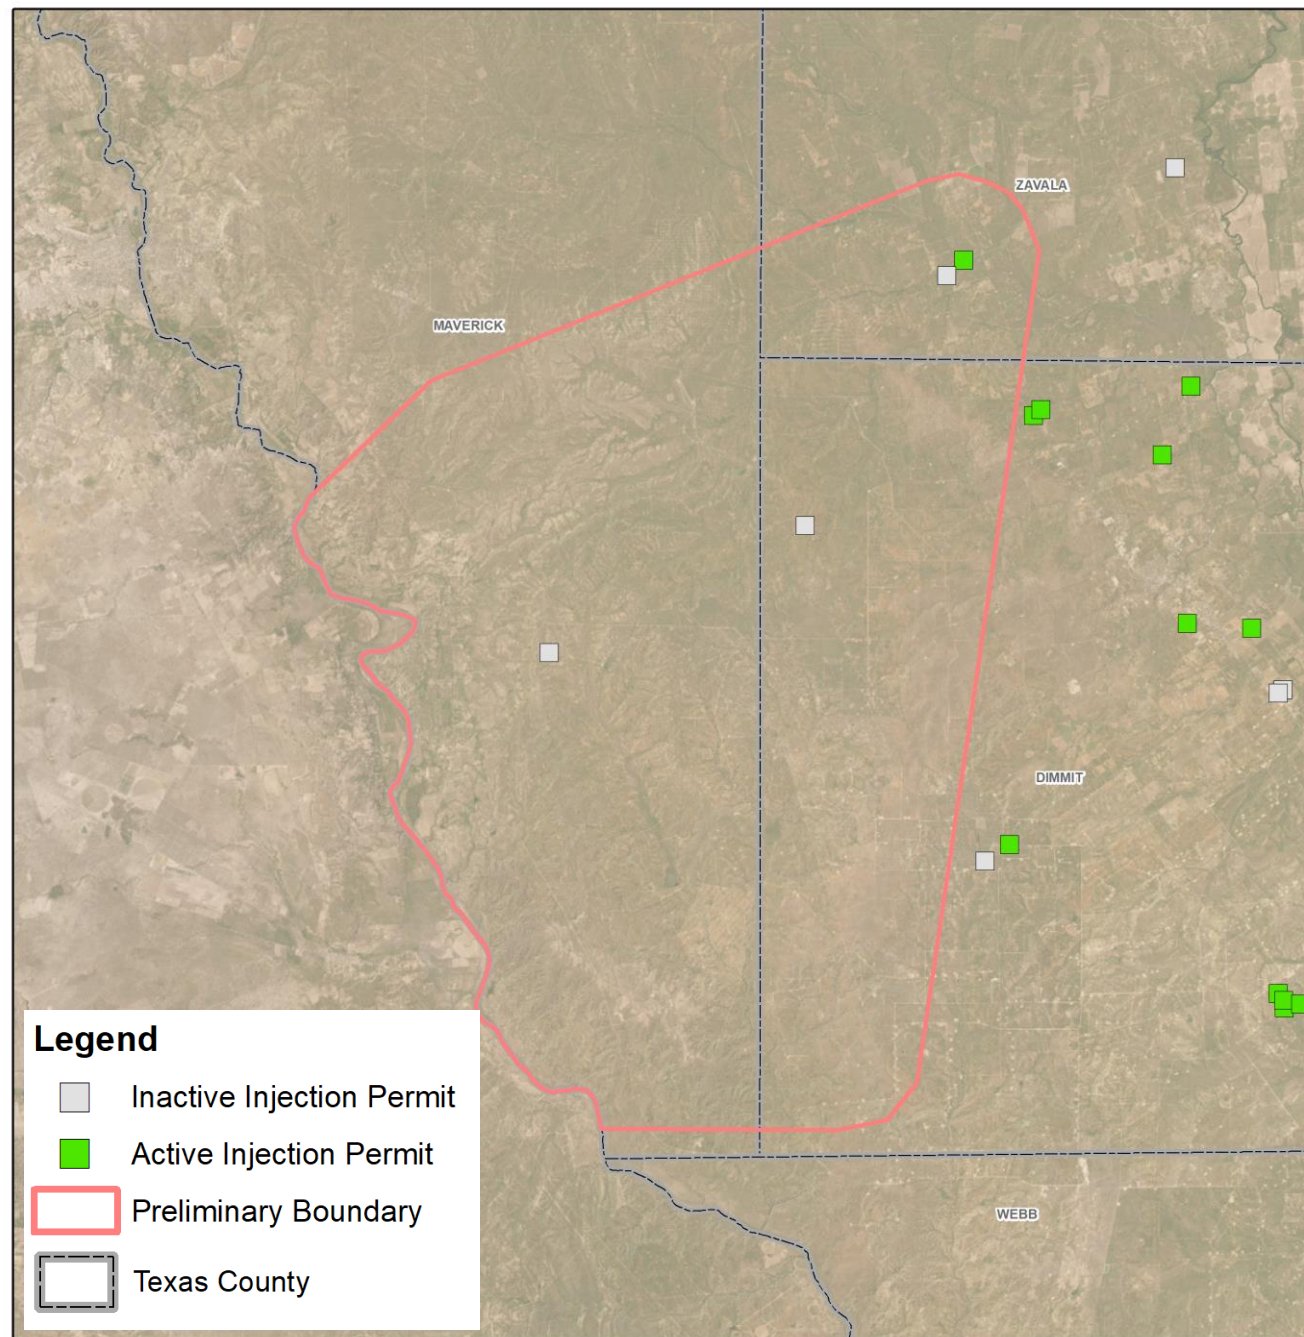 ZAVALA
MAVERICK
DIMMIT
WEBB
Legend
Inactive Injection Permit
Active Injection Permit
Preliminary Boundary
Texas County